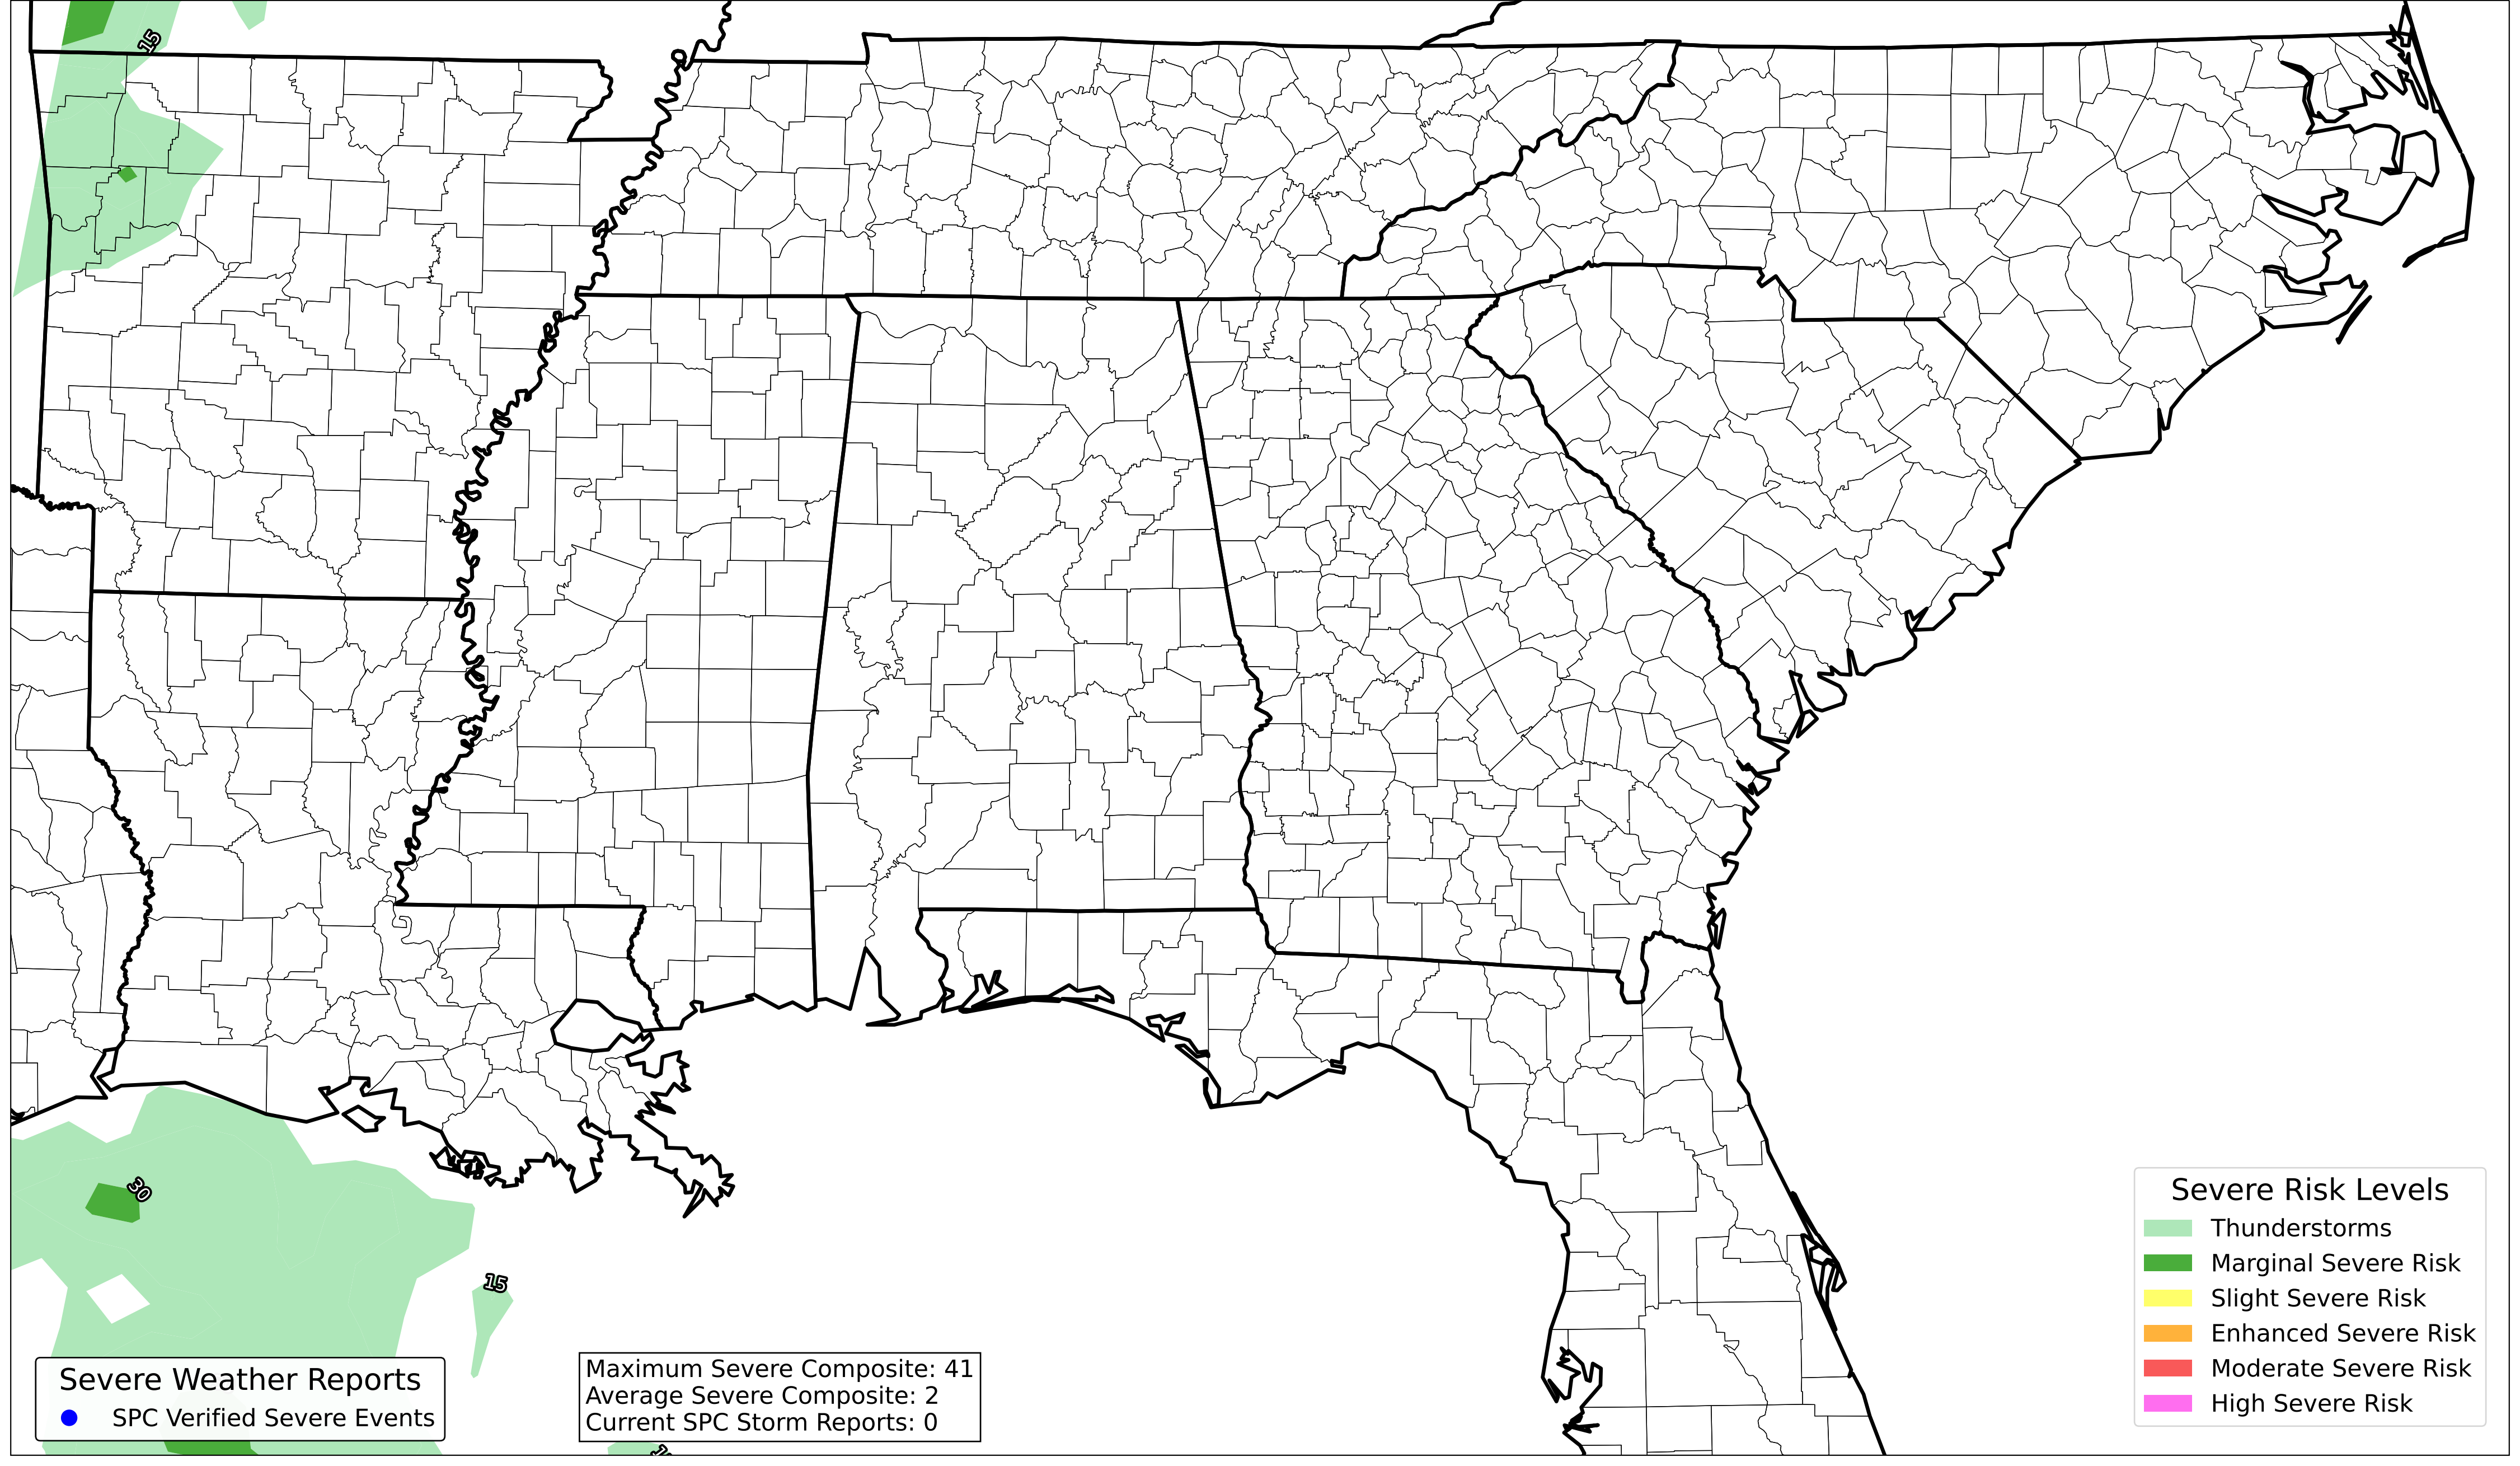 15
30
15
Severe Risk Levels
Thunderstorms
Marginal Severe Risk
Slight Severe Risk
Enhanced Severe Risk
Moderate Severe Risk
High Severe Risk
Severe Weather Reports
SPC Verified Severe Events
Maximum Severe Composite: 41
Average Severe Composite: 2
Current SPC Storm Reports: 0